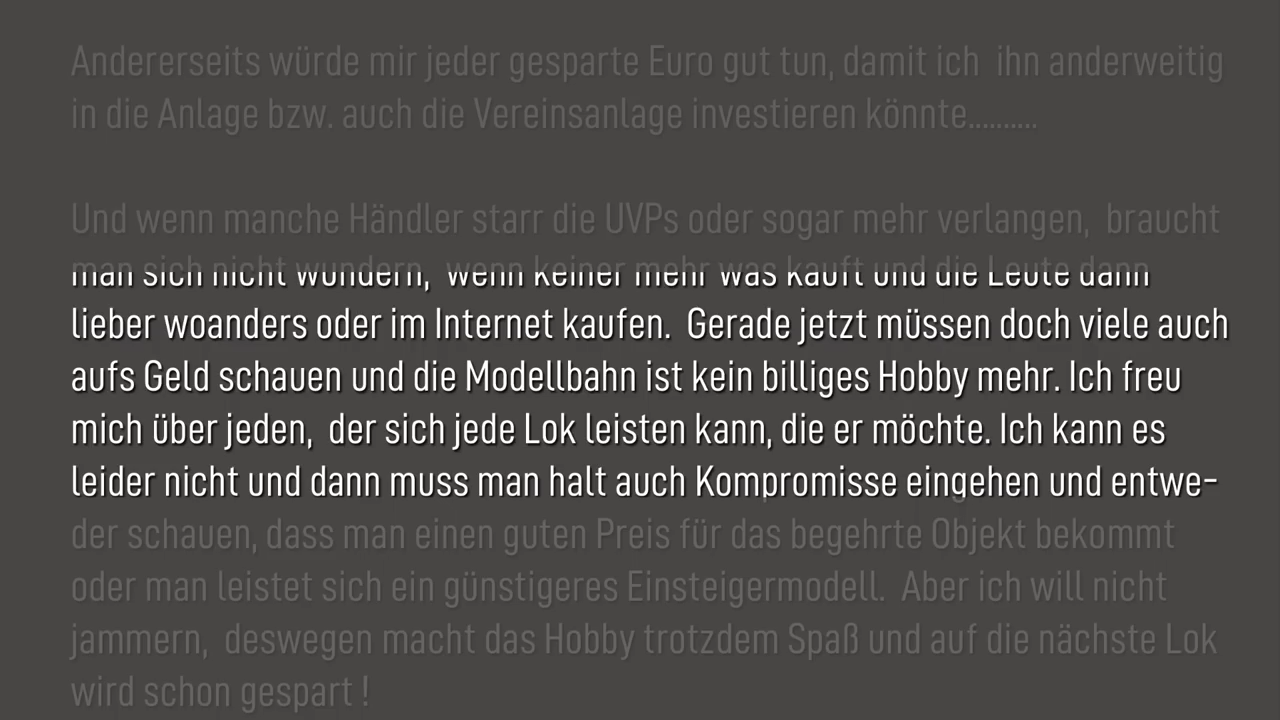 Andererseits würde mir jeder gesparte Euro gut tun, damit ich ihn anderweitig
in die Anlage bzw. auch die Vereinsanlage investieren könnte..........
Und wenn manche Händler starr die UVPs oder sogar mehr verlangen, braucht
man sich nicht wundern, wenn keiner mehr was kauft und die Leute dann
lieber woanders oder im Internet kaufen. Gerade jetzt müssen doch viele auch
aufs Geld schauen und die Modellbahn ist kein billiges Hobby mehr. Ich freu
mich über jeden, der sich jede Lok leisten kann, die er möchte. Ich kann es
leider nicht und dann muss man halt auch Kompromisse eingehen und entwe-
der schauen, dass man einen guten Preis für das begehrte Objekt bekommt
oder man leistet sich ein günstigeres Einsteigermodell. Aber ich will nicht
jammern, deswegen macht das Hobby trotzdem Spaß und auf die nächste Lok
wird schon gespart !